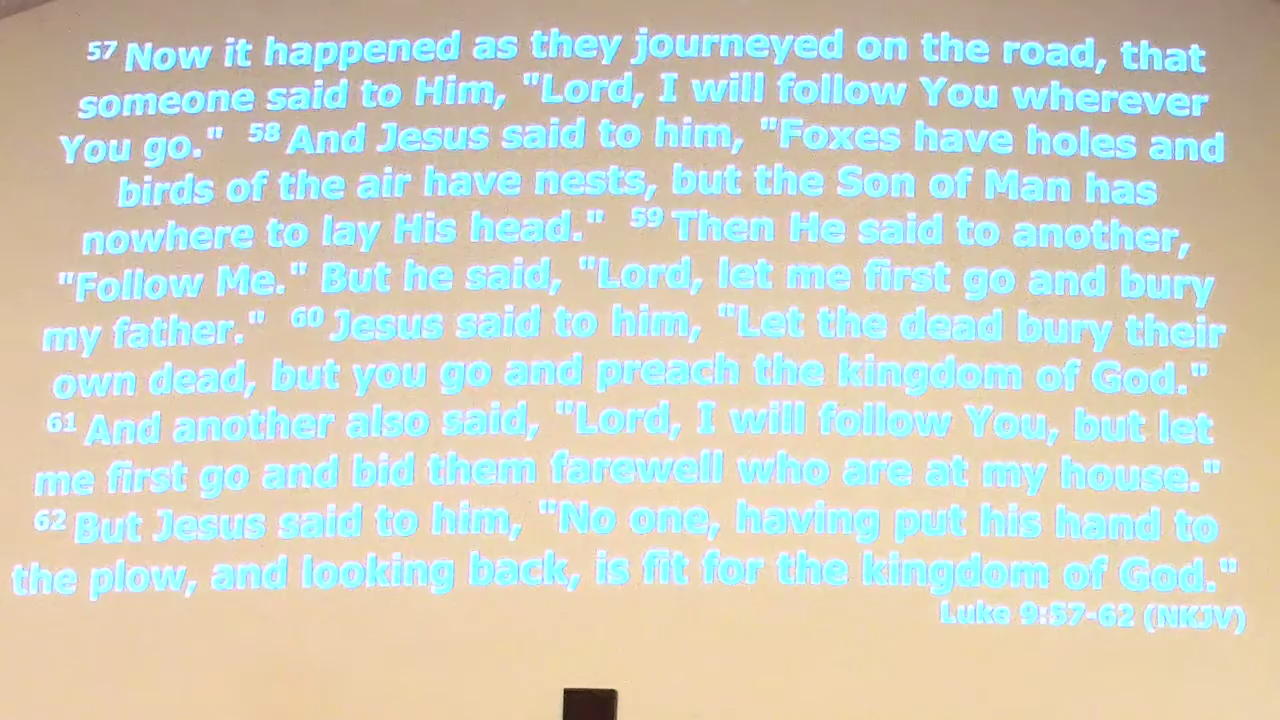 57 Now it happened as they journeyed on the road, that
someone said to Him, "Lord, I will follow You wherever
You go." 58 And Jesus said to him, "Foxes have holes and
birds of the air have nests, but the Son of Man has
nowhere to lay His head." 59 Then He said to another,
"Follow Me." But he said, "Lord, let me first go and bury
my father." 60 Jesus said to him, "Let the dead bury their
own dead, but you go and preach the kingdom of God."
61 And another also said, "Lord, I will follow You, but let
me first go and bid them farewell who are at my house."
62 But Jesus said to him, "No one, having put his hand to
the plow, and looking back, is fit for the kingdom of God."
Luke 9:57-62 (NKJV)